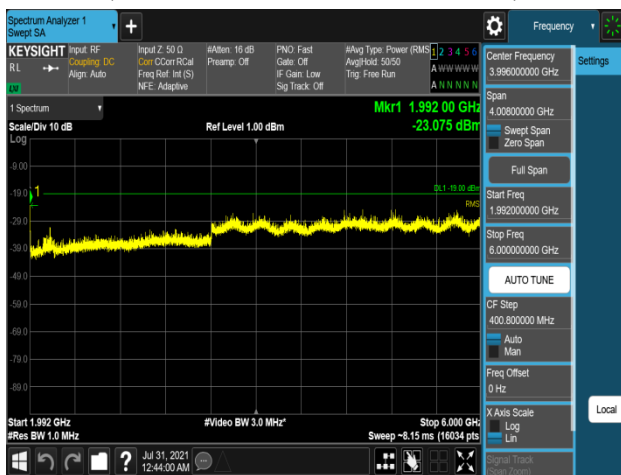 Spectrum Analyzer 1
Swept SA
Frequency
KEYSIGHT
RL
Input: RF
Coupling: DC
Align: Auto
Input Z: 50 Ω
Corr CCorr RCal
Freq Ref: Int (S)
NFE: Adaptive
#Atten: 16 dB
Preamp: Off
PNO: Fast
Gate: Off
IF Gain: Low
Sig Track: Off
#Avg Type: Power (RMS
Avg|Hold: 50/50
Trig: Free Run
1 2 3 4 5 6
A W W W W W
A N N N N N
1 Spectrum
Scale/Div 10 dB
Log
Ref Level 1.00 dBm
Mkr1 1.992 00 GHz
-23.075 dBm
-9.00
-19.0
-29.0
-39.0
-49.0
-59.0
-69.0
-79.0
-89.0
1
DL1 -19.00 dBm
RMS
Start 1.992 GHz
#Res BW 1.0 MHz
#Video BW 3.0 MHz*
Stop 6.000 GHz
Sweep ~8.15 ms (16034 pts
Jul 31, 2021
12:44:00 AM
Center Frequency
3.996000000 GHz
Settings
Span
4.00800000 GHz
Swept Span
Zero Span
Full Span
Start Freq
1.992000000 GHz
Stop Freq
6.000000000 GHz
AUTO TUNE
CF Step
400.800000 MHz
Auto
Man
Freq Offset
0 Hz
X Axis Scale
Log
Lin
Local
Signal Track
(Span Zoom)